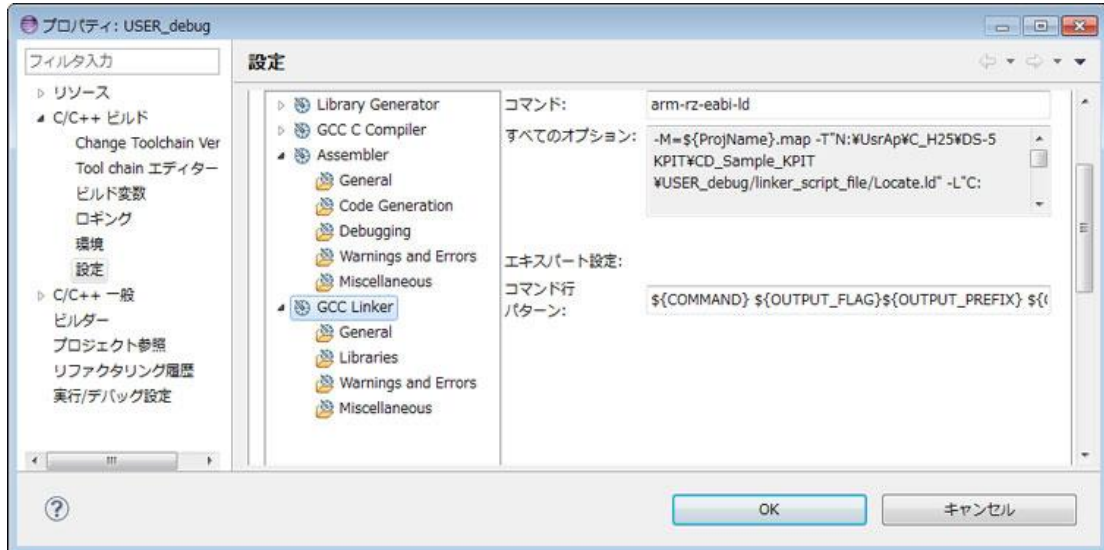 プロパティ: USER_debug
フィルタ入力
設定
リソース
C/C++ ビルド
Change Toolchain Ver
Tool chain エディター
ビルド変数
ロギング
環境
設定
C/C++ 一般
ビルダー
プロジェクト参照
リファクタリング履歴
実行/デバッグ設定
Library Generator
GCC C Compiler
Assembler
General
Code Generation
Debugging
Warnings and Errors
Miscellaneous
GCC Linker
General
Libraries
Warnings and Errors
Miscellaneous
コマンド:
arm-rz-eabi-ld
すべてのオプション:
-M=${ProjName}.map -T"N:¥UsrAp¥C_H25¥DS-5
KPIT¥CD_Sample_KPIT
¥USER_debug/linker_script_file/Locate.ld" -L"C:
エキスパート設定:
コマンド行
パターン:
${COMMAND} ${OUTPUT_FLAG}${OUTPUT_PREFIX} ${
OK
キャンセル